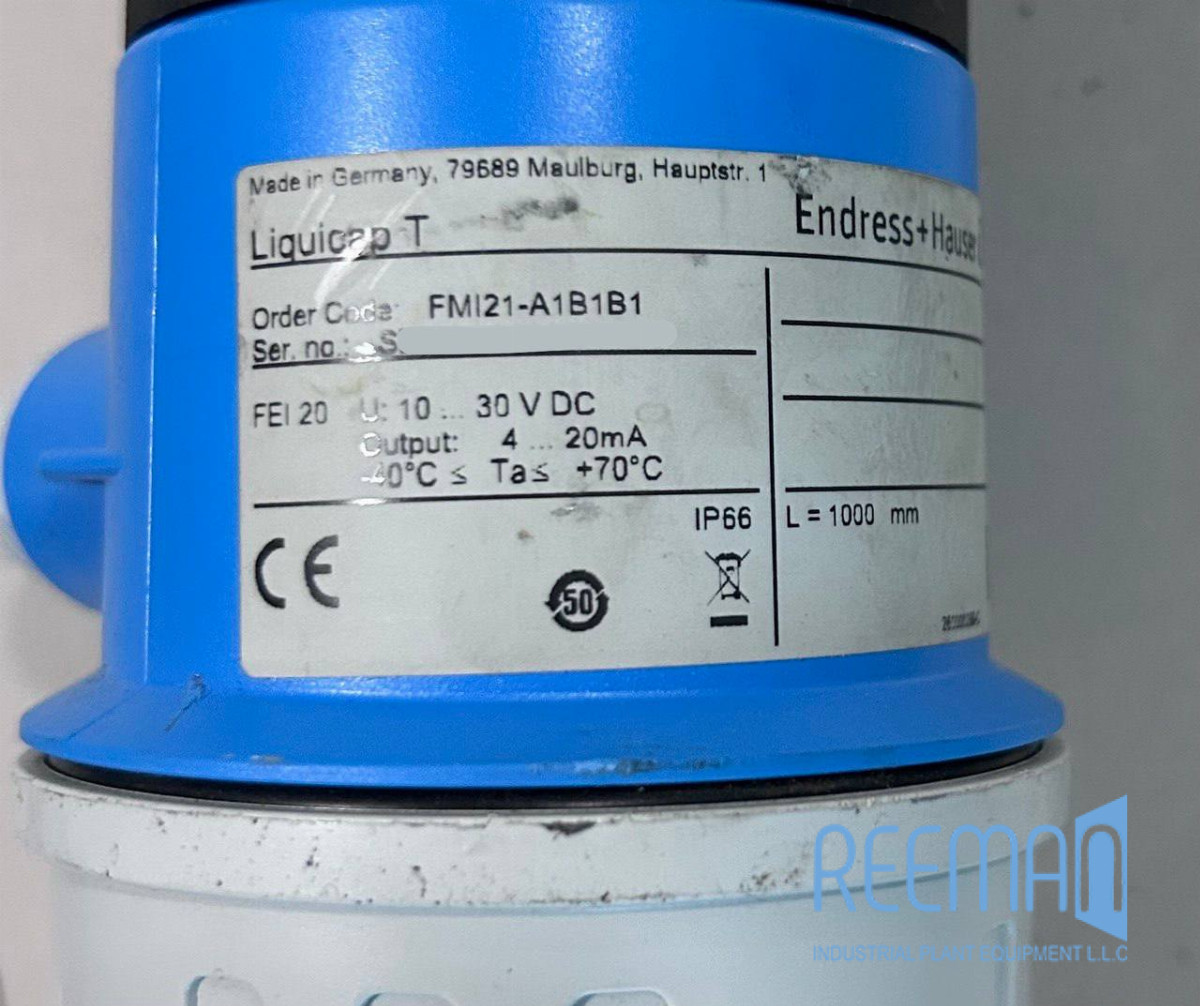 Made in Germany, 79689 Maulburg, Hauptstr. 1
Liquicap T
Endress+Hauser
Order Code: FMI21-A1B1B1
Ser. no.: S
FEI 20 U: 10 ... 30 V DC
Output: 4 ... 20mA
-40°C ≤ Ta≤ +70°C
IP66
L = 1000 mm
CE
50
REEMAN
INDUSTRIAL PLANT EQUIPMENT L.L.C